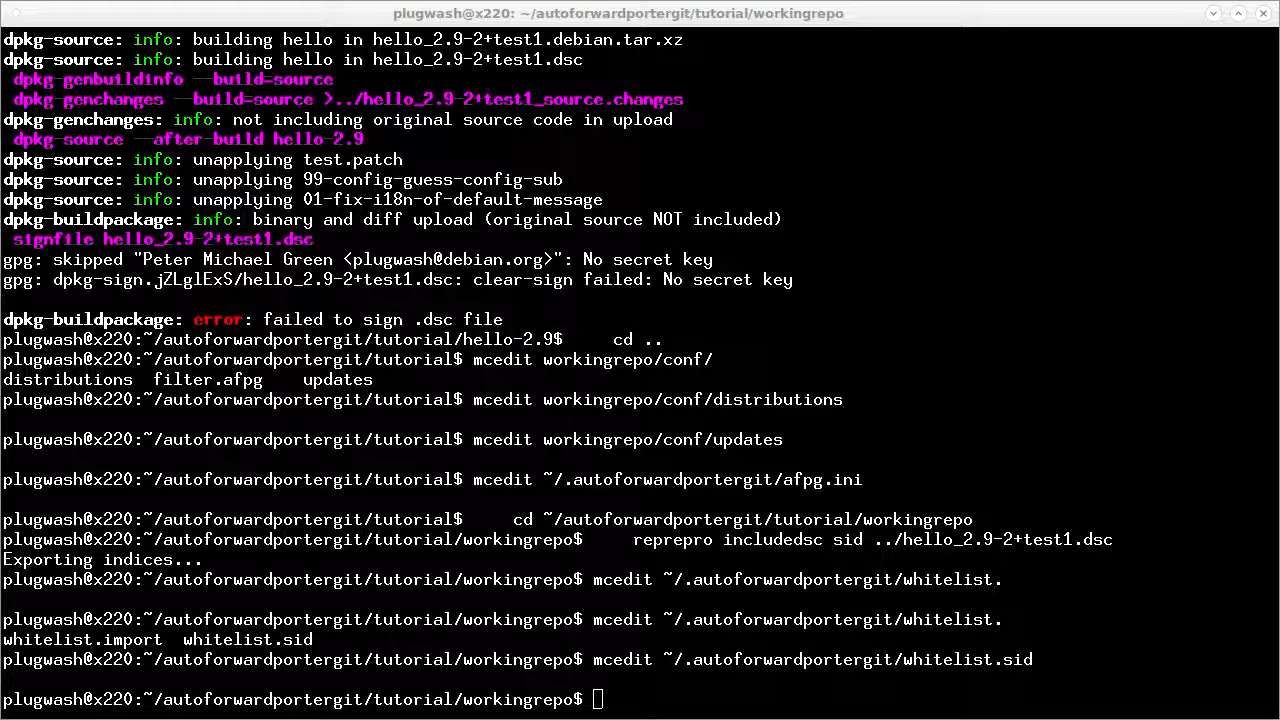 plugwash@x220: ~/autoforwardportergit/tutorial/workingrepo
dpkg-source: info: building hello in hello_2.9-2+test1.debian.tar.xz
dpkg-source: info: building hello in hello_2.9-2+test1.dsc
dpkg-genbuildinfo --build=source
dpkg-genchanges --build=source >../hello_2.9-2+test1_source.changes
dpkg-genchanges: info: not including original source code in upload
dpkg-source --after-build hello-2.9
dpkg-source: info: unapplying test.patch
dpkg-source: info: unapplying 99-config-guess-config-sub
dpkg-source: info: unapplying 01-fix-i18n-of-default-message
dpkg-buildpackage: info: binary and diff upload (original source NOT included)
signfile hello_2.9-2+test1.dsc
gpg: skipped "Peter Michael Green <plugwash@debian.org>": No secret key
gpg: dpkg-sign.jZLglExS/hello_2.9-2+test1.dsc: clear-sign failed: No secret key
dpkg-buildpackage: error: failed to sign .dsc file
plugwash@x220:~/autoforwardportergit/tutorial/hello-2.9$     cd ..
plugwash@x220:~/autoforwardportergit/tutorial$ mcedit workingrepo/conf/
distributions  filter.afpg    updates
plugwash@x220:~/autoforwardportergit/tutorial$ mcedit workingrepo/conf/distributions
plugwash@x220:~/autoforwardportergit/tutorial$ mcedit workingrepo/conf/updates
plugwash@x220:~/autoforwardportergit/tutorial$ mcedit ~/.autoforwardportergit/afpg.ini
plugwash@x220:~/autoforwardportergit/tutorial$     cd ~/autoforwardportergit/tutorial/workingrepo
plugwash@x220:~/autoforwardportergit/tutorial/workingrepo$     reprepro includedsc sid ../hello_2.9-2+test1.dsc
Exporting indices...
plugwash@x220:~/autoforwardportergit/tutorial/workingrepo$ mcedit ~/.autoforwardportergit/whitelist.
plugwash@x220:~/autoforwardportergit/tutorial/workingrepo$ mcedit ~/.autoforwardportergit/whitelist.
whitelist.import  whitelist.sid
plugwash@x220:~/autoforwardportergit/tutorial/workingrepo$ mcedit ~/.autoforwardportergit/whitelist.sid
plugwash@x220:~/autoforwardportergit/tutorial/workingrepo$